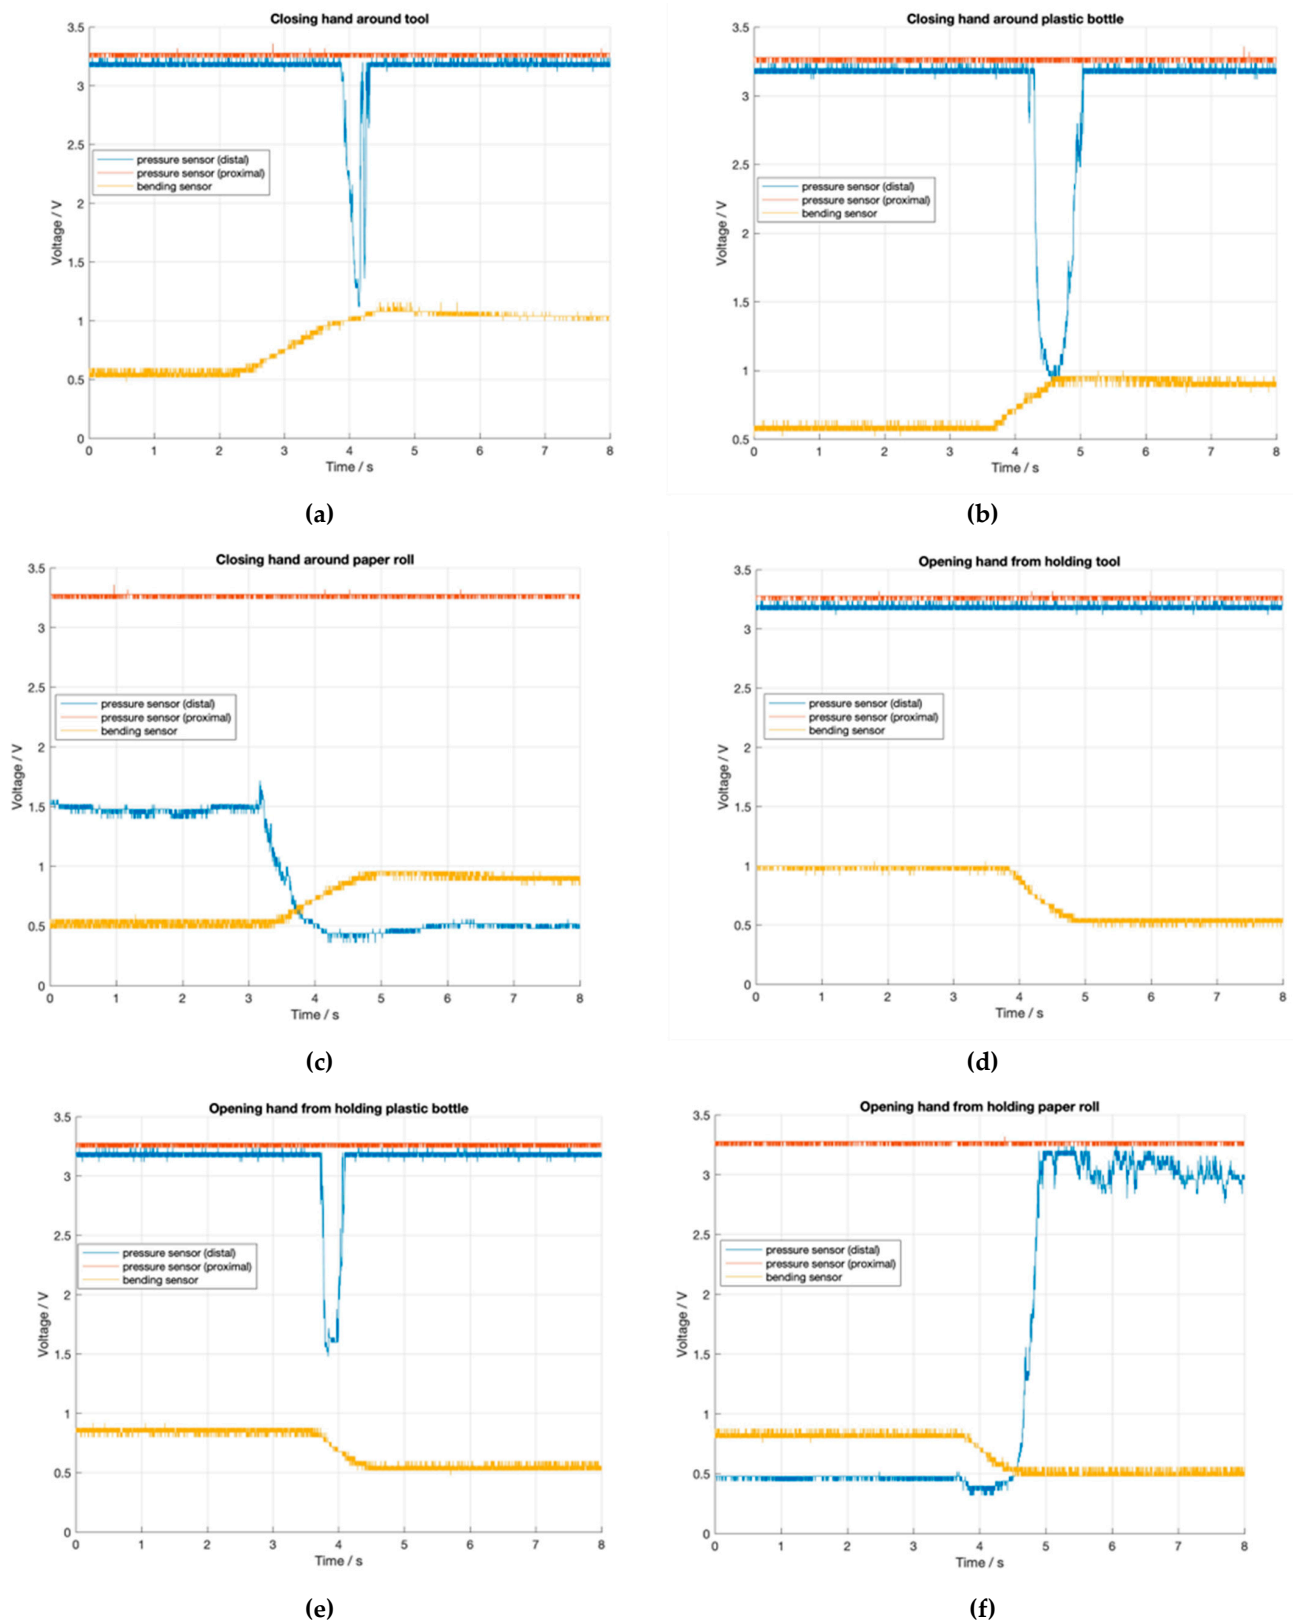 Closing hand around tool
3.5
3
2.5
2
1.5
1
0.5
0
Voltage / V
pressure sensor (distal)
pressure sensor (proximal)
bending sensor
0 1 2 3 4 5 6 7 8
Time / s
(a)
Closing hand around plastic bottle
3.5
3
2.5
2
1.5
1
0.5
Voltage / V
pressure sensor (distal)
pressure sensor (proximal)
bending sensor
0 1 2 3 4 5 6 7 8
Time / s
(b)
Closing hand around paper roll
3.5
3
2.5
2
1.5
1
0.5
0
Voltage / V
pressure sensor (distal)
pressure sensor (proximal)
bending sensor
0 1 2 3 4 5 6 7 8
Time / s
(c)
Opening hand from holding tool
3.5
3
2.5
2
1.5
1
0.5
0
Voltage / V
pressure sensor (distal)
pressure sensor (proximal)
bending sensor
0 1 2 3 4 5 6 7 8
Time / s
(d)
Opening hand from holding plastic bottle
3.5
3
2.5
2
1.5
1
0.5
0
Voltage / V
pressure sensor (distal)
pressure sensor (proximal)
bending sensor
0 1 2 3 4 5 6 7 8
Time / s
(e)
Opening hand from holding paper roll
3.5
3
2.5
2
1.5
1
0.5
0
Voltage / V
pressure sensor (distal)
pressure sensor (proximal)
bending sensor
0 1 2 3 4 5 6 7 8
Time / s
(f)